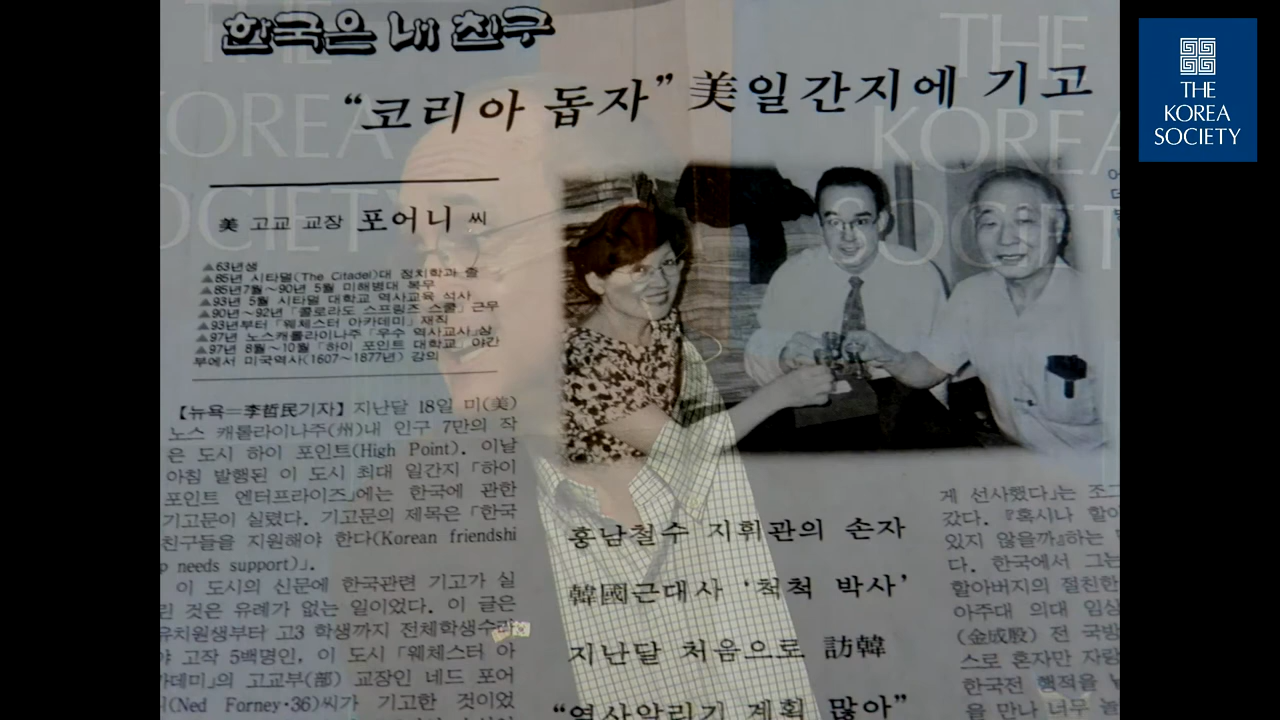 한국은 내 친구
“코리아 돕자” 美일간지에 기고
美 고교 교장 포어니 씨
▲63년생
▲85년 시타델(The Citadel)대 정치학과 졸
▲85년7월～90년 5월 미해병대 복무
▲93년 5월 시타델 대학교 역사교육 석사
▲90년～92년「콜로라도 스프링즈 스쿨」근무
▲93년부터「웨체스터 아카데미」재직
▲97년 노스캐롤라이나주「우수 역사교사」상
▲97년 8월～10월「하이 포인트 대학교」야간
부에서 미국역사(1607～1877년) 강의
【뉴욕=李哲民기자】지난달 18일 미(美)
노스 캐롤라이나주(州)내 인구 7만의 작
은 도시 하이 포인트(High Point). 이날
아침 발행된 이 도시 최대 일간지「하이
포인트 엔터프라이즈」에는 한국에 관한
기고문이 실렸다. 기고문의 제목은「한국
친구들을 지원해야 한다(Korean friendshi
p needs support)」.
이 도시의 신문에 한국관련 기고가 실
린 것은 유례가 없는 일이었다. 이 글은
유치원생부터 고3 학생까지 전체학생수라
야 고작 5백명인, 이 도시「웨체스터 아
카데미」의 고교부(部) 교장인 네드 포어
니(Ned Forney·36)씨가 기고한 것이었
홍남철수 지휘관의 손자
韓國근대사 ‘척척 박사’
지난달 처음으로 訪韓
“역사알리기 계획 많아”
게 선사했다」는 조그
갔다.『혹시나 할아
있지 않을까』하는
다. 한국에서 그는
할아버지의 절친한
아주대 의대 임상
(金成殷) 전 국방
스로 혼자만 자랑
한국전 행적을
을 만나 너무 놀
THE
KOREA
SOCIETY
THE
KOREA
SOCIETY
THE
KOREA
SOCIETY